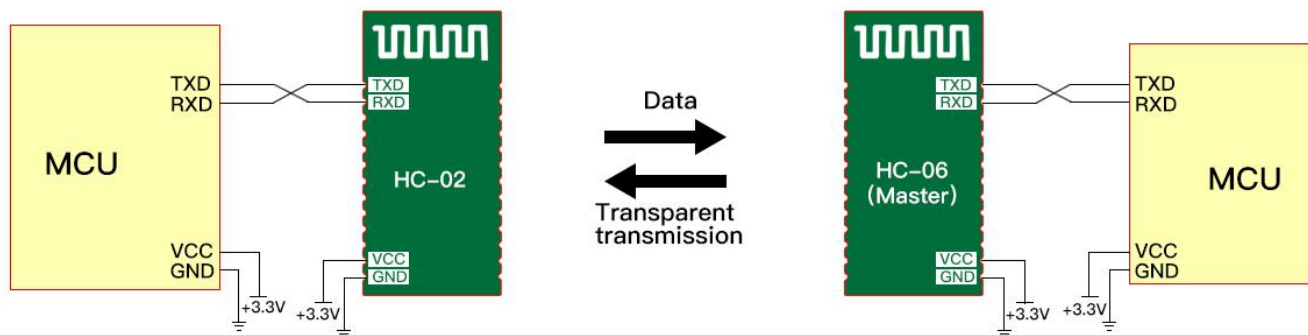 TXD
RXD
MCU
VCC
GND
+3.3V
TXD
RXD
HC-02
VCC
GND
+3.3V
Data
Transparent
transmission
TXD
RXD
HC-06
(Master)
VCC
GND
+3.3V
TXD
RXD
MCU
VCC
GND
+3.3V